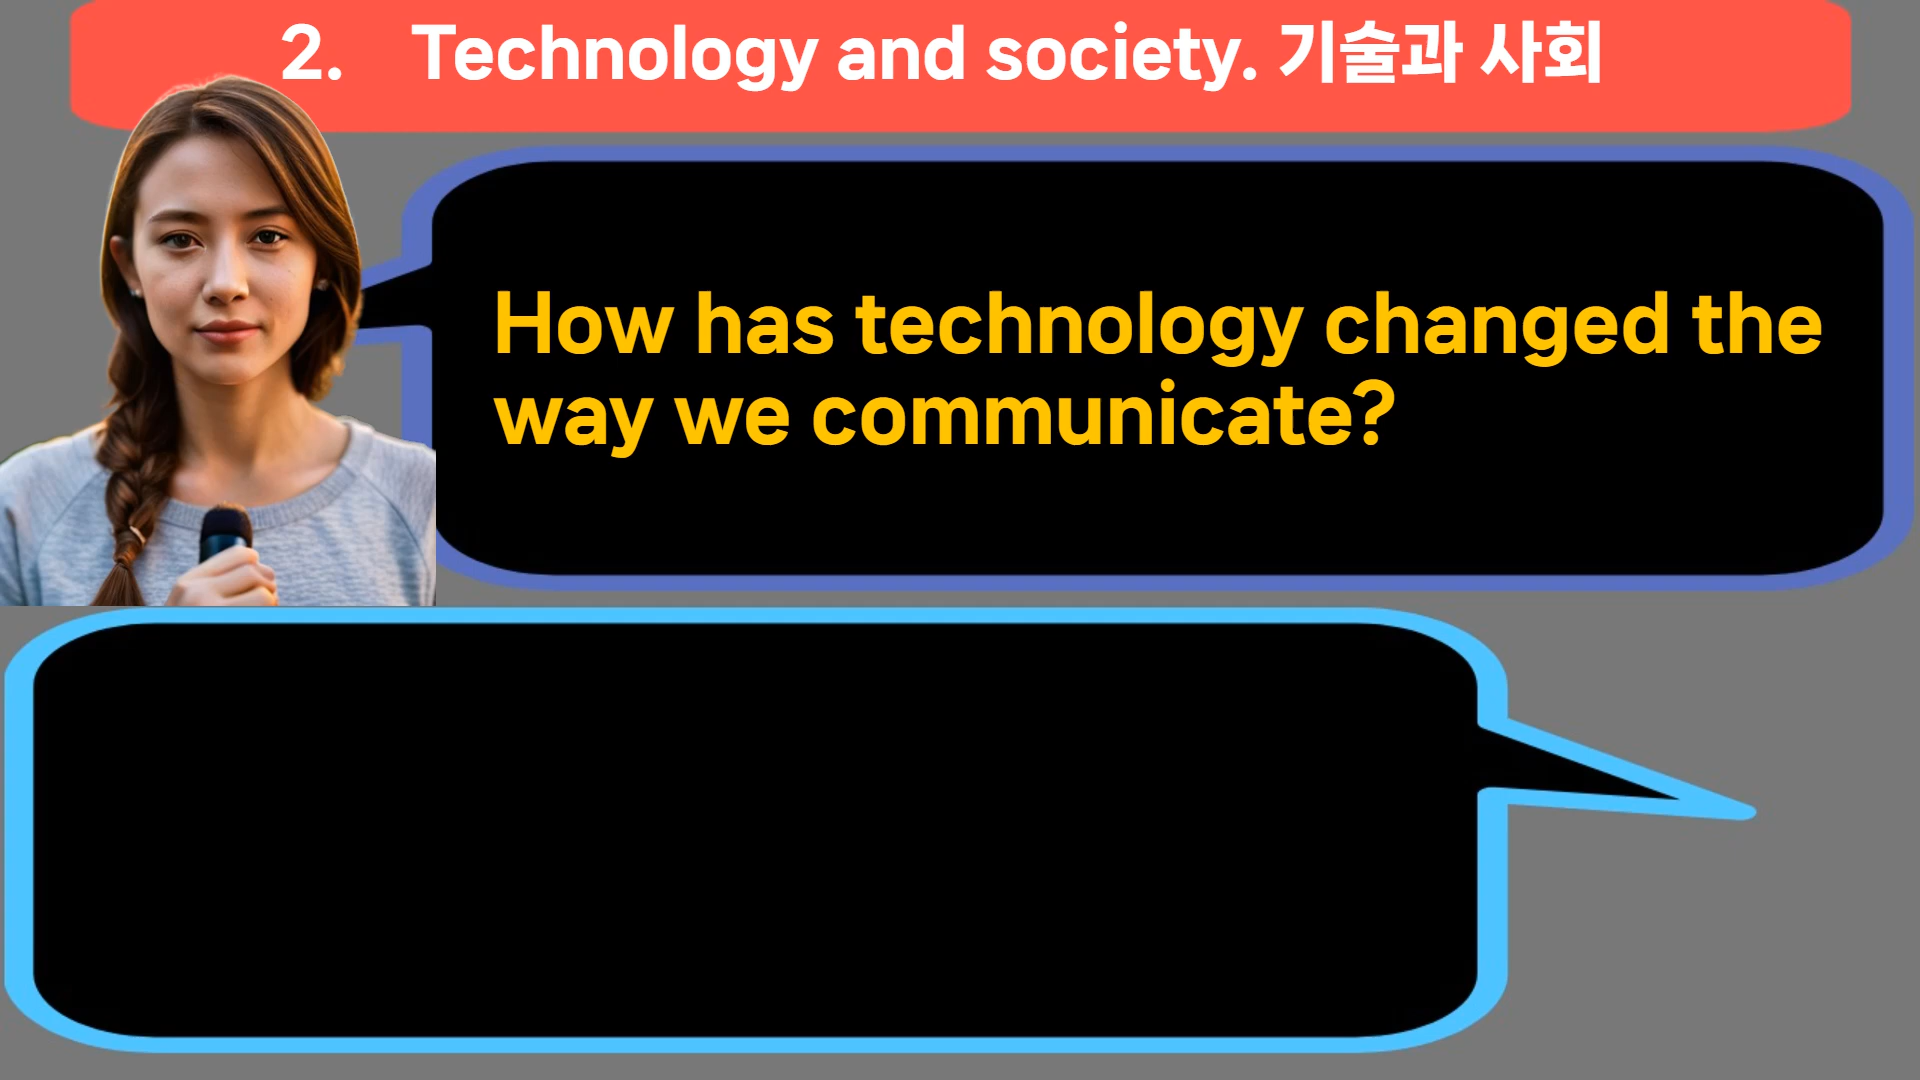 2. Technology and society. 기술과 사회
How has technology changed the
way we communicate?